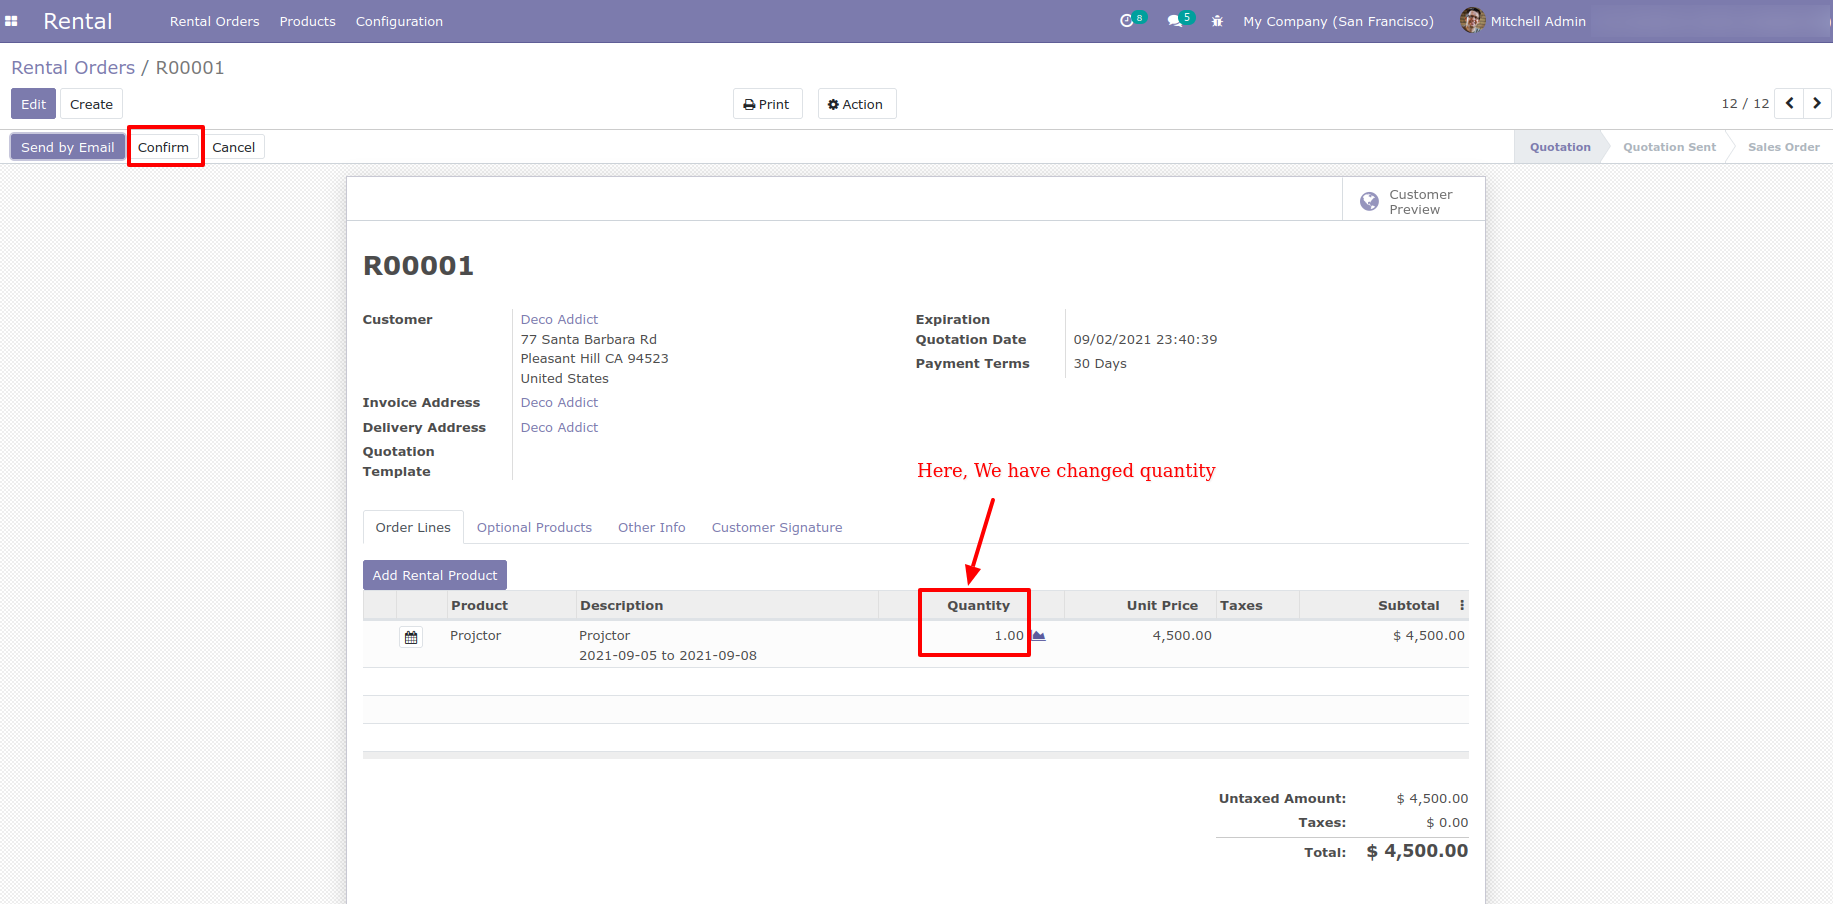 Rental Rental Orders Products Configuration 8 5 My Company (San Francisco) Mitchell Admin
Rental Orders / R00001
Edit Create Print Action 12 / 12
Send by Email Confirm Cancel Quotation Quotation Sent Sales Order
Customer
Preview
R00001
Customer Deco Addict Expiration
77 Santa Barbara Rd Quotation Date 09/02/2021 23:40:39
Pleasant Hill CA 94523 Payment Terms 30 Days
United States
Invoice Address Deco Addict
Delivery Address Deco Addict
Quotation
Template
Here, We have changed quantity
Order Lines Optional Products Other Info Customer Signature
Add Rental Product
Product Description Quantity Unit Price Taxes Subtotal
Projctor Projctor 1.00 4,500.00 $ 4,500.00
2021-09-05 to 2021-09-08
Untaxed Amount: $ 4,500.00
Taxes: $ 0.00
Total: $ 4,500.00